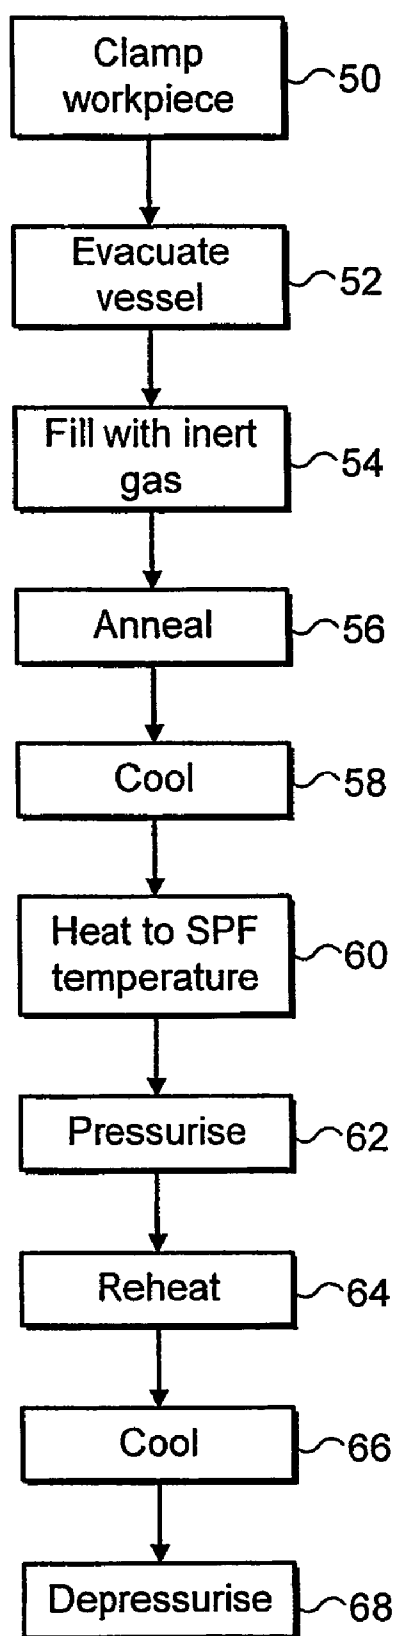 Clamp
workpiece
50
Evacuate
vessel
52
Fill with inert
gas
54
Anneal
56
Cool
58
Heat to SPF
temperature
60
Pressurise
62
Reheat
64
Cool
66
Depressurise
68